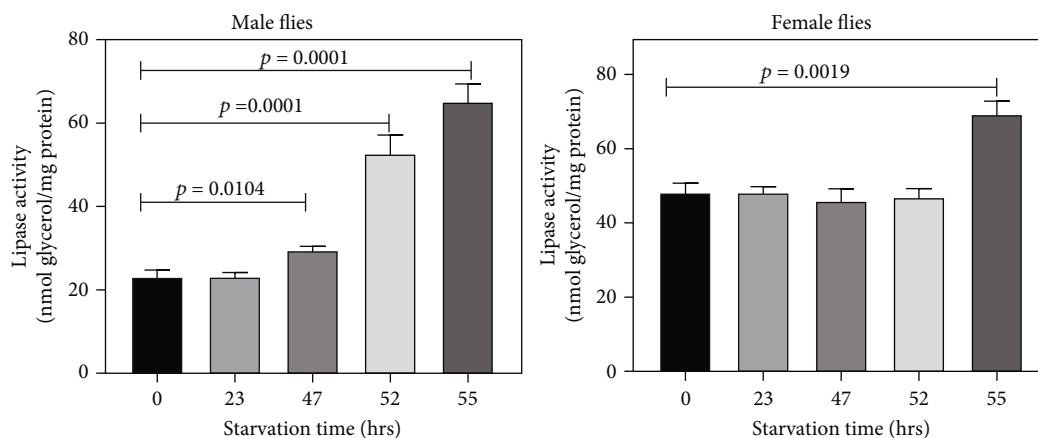 Male flies
80
60
40
20
0
Lipase activity
(nmol glycerol/mg protein)
p = 0.0001
p =0.0001
p = 0.0104
0 23 47 52 55
Starvation time (hrs)
Female flies
80
60
40
20
0
Lipase activity
(nmol glycerol/mg protein)
p = 0.0019
0 23 47 52 55
Starvation time (hrs)